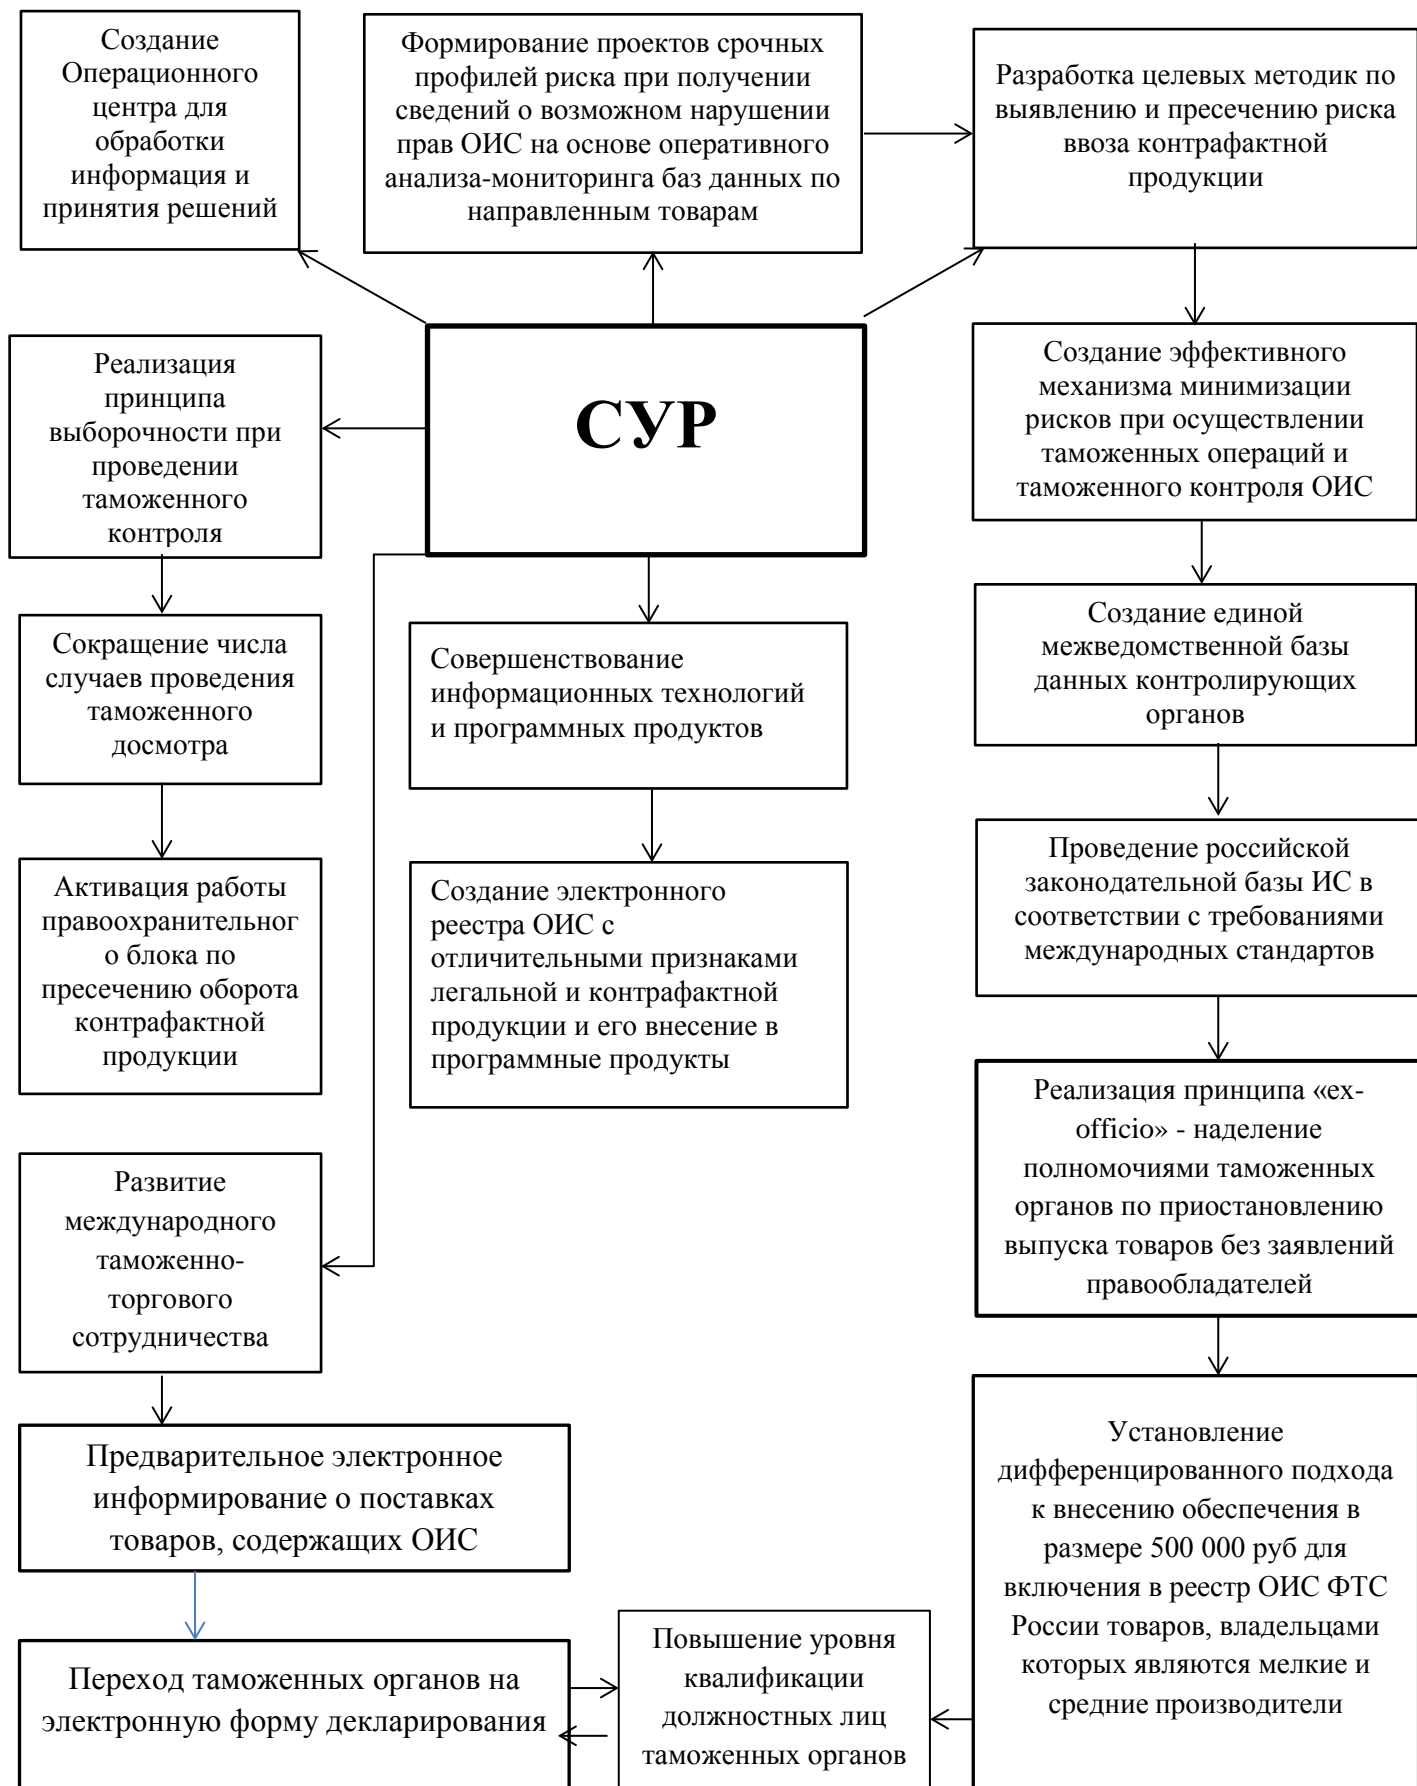 Создание
Операционного
центра для
обработки
информация и
принятия решений
Формирование проектов срочных
профилей риска при получении
сведений о возможном нарушении
прав ОИС на основе оперативного
анализа-мониторинга баз данных по
направленным товарам
Разработка целевых методик по
выявлению и пресечению риска
ввоза контрафактной
продукции
СУР
Реализация
принципа
выборочности при
проведении
таможенного
контроля
Создание эффективного
механизма минимизации
рисков при осуществлении
таможенных операций и
таможенного контроля ОИС
Сокращение числа
случаев проведения
таможенного
досмотра
Совершенствование
информационных технологий
и программных продуктов
Создание единой
межведомственной базы
данных контролирующих
органов
Активация работы
правоохранительног
о блока по
пресечению оборота
контрафактной
продукции
Создание электронного
реестра ОИС с
отличительными признаками
легальной и контрафактной
продукции и его внесение в
программные продукты
Проведение российской
законодательной базы ИС в
соответствии с требованиями
международных стандартов
Реализация принципа «ex-
officio» - наделение
полномочиями таможенных
органов по приостановлению
выпуска товаров без заявлений
правообладателей
Развитие
международного
таможенно-
торгового
сотрудничества
Предварительное электронное
информирование о поставках
товаров, содержащих ОИС
Установление
дифференцированного подхода
к внесению обеспечения в
размере 500 000 руб для
включения в реестр ОИС ФТС
России товаров, владельцами
которых являются мелкие и
средние производители
Переход таможенных органов на
электронную форму декларирования
Повышение уровня
квалификации
должностных лиц
таможенных органов